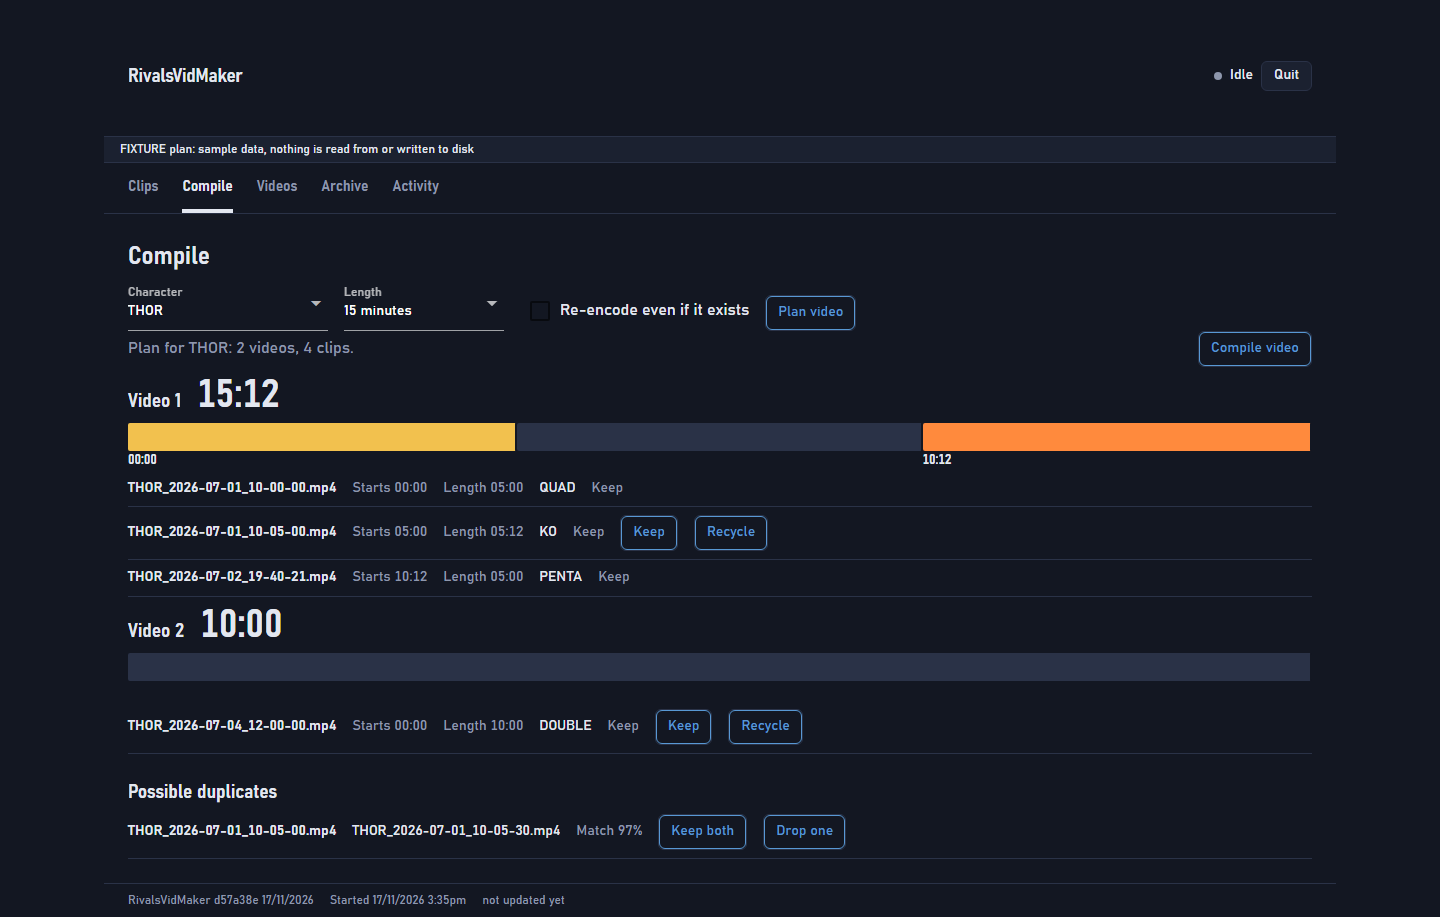 RivalsVidMaker
Idle Quit
FIXTURE plan: sample data, nothing is read from or written to disk
Clips Compile Videos Archive Activity
Compile
Character Length
THOR 15 minutes Re-encode even if it exists Plan video
Plan for THOR: 2 videos, 4 clips. Compile video
Video 1 15:12
00:00 10:12
THOR_2026-07-01_10-00-00.mp4 Starts 00:00 Length 05:00 QUAD Keep
THOR_2026-07-01_10-05-00.mp4 Starts 05:00 Length 05:12 KO Keep Keep Recycle
THOR_2026-07-02_19-40-21.mp4 Starts 10:12 Length 05:00 PENTA Keep
Video 2 10:00
THOR_2026-07-04_12-00-00.mp4 Starts 00:00 Length 10:00 DOUBLE Keep Keep Recycle
Possible duplicates
THOR_2026-07-01_10-05-00.mp4 THOR_2026-07-01_10-05-30.mp4 Match 97% Keep both Drop one
RivalsVidMaker d57a38e 17/11/2026 Started 17/11/2026 3:35pm not updated yet